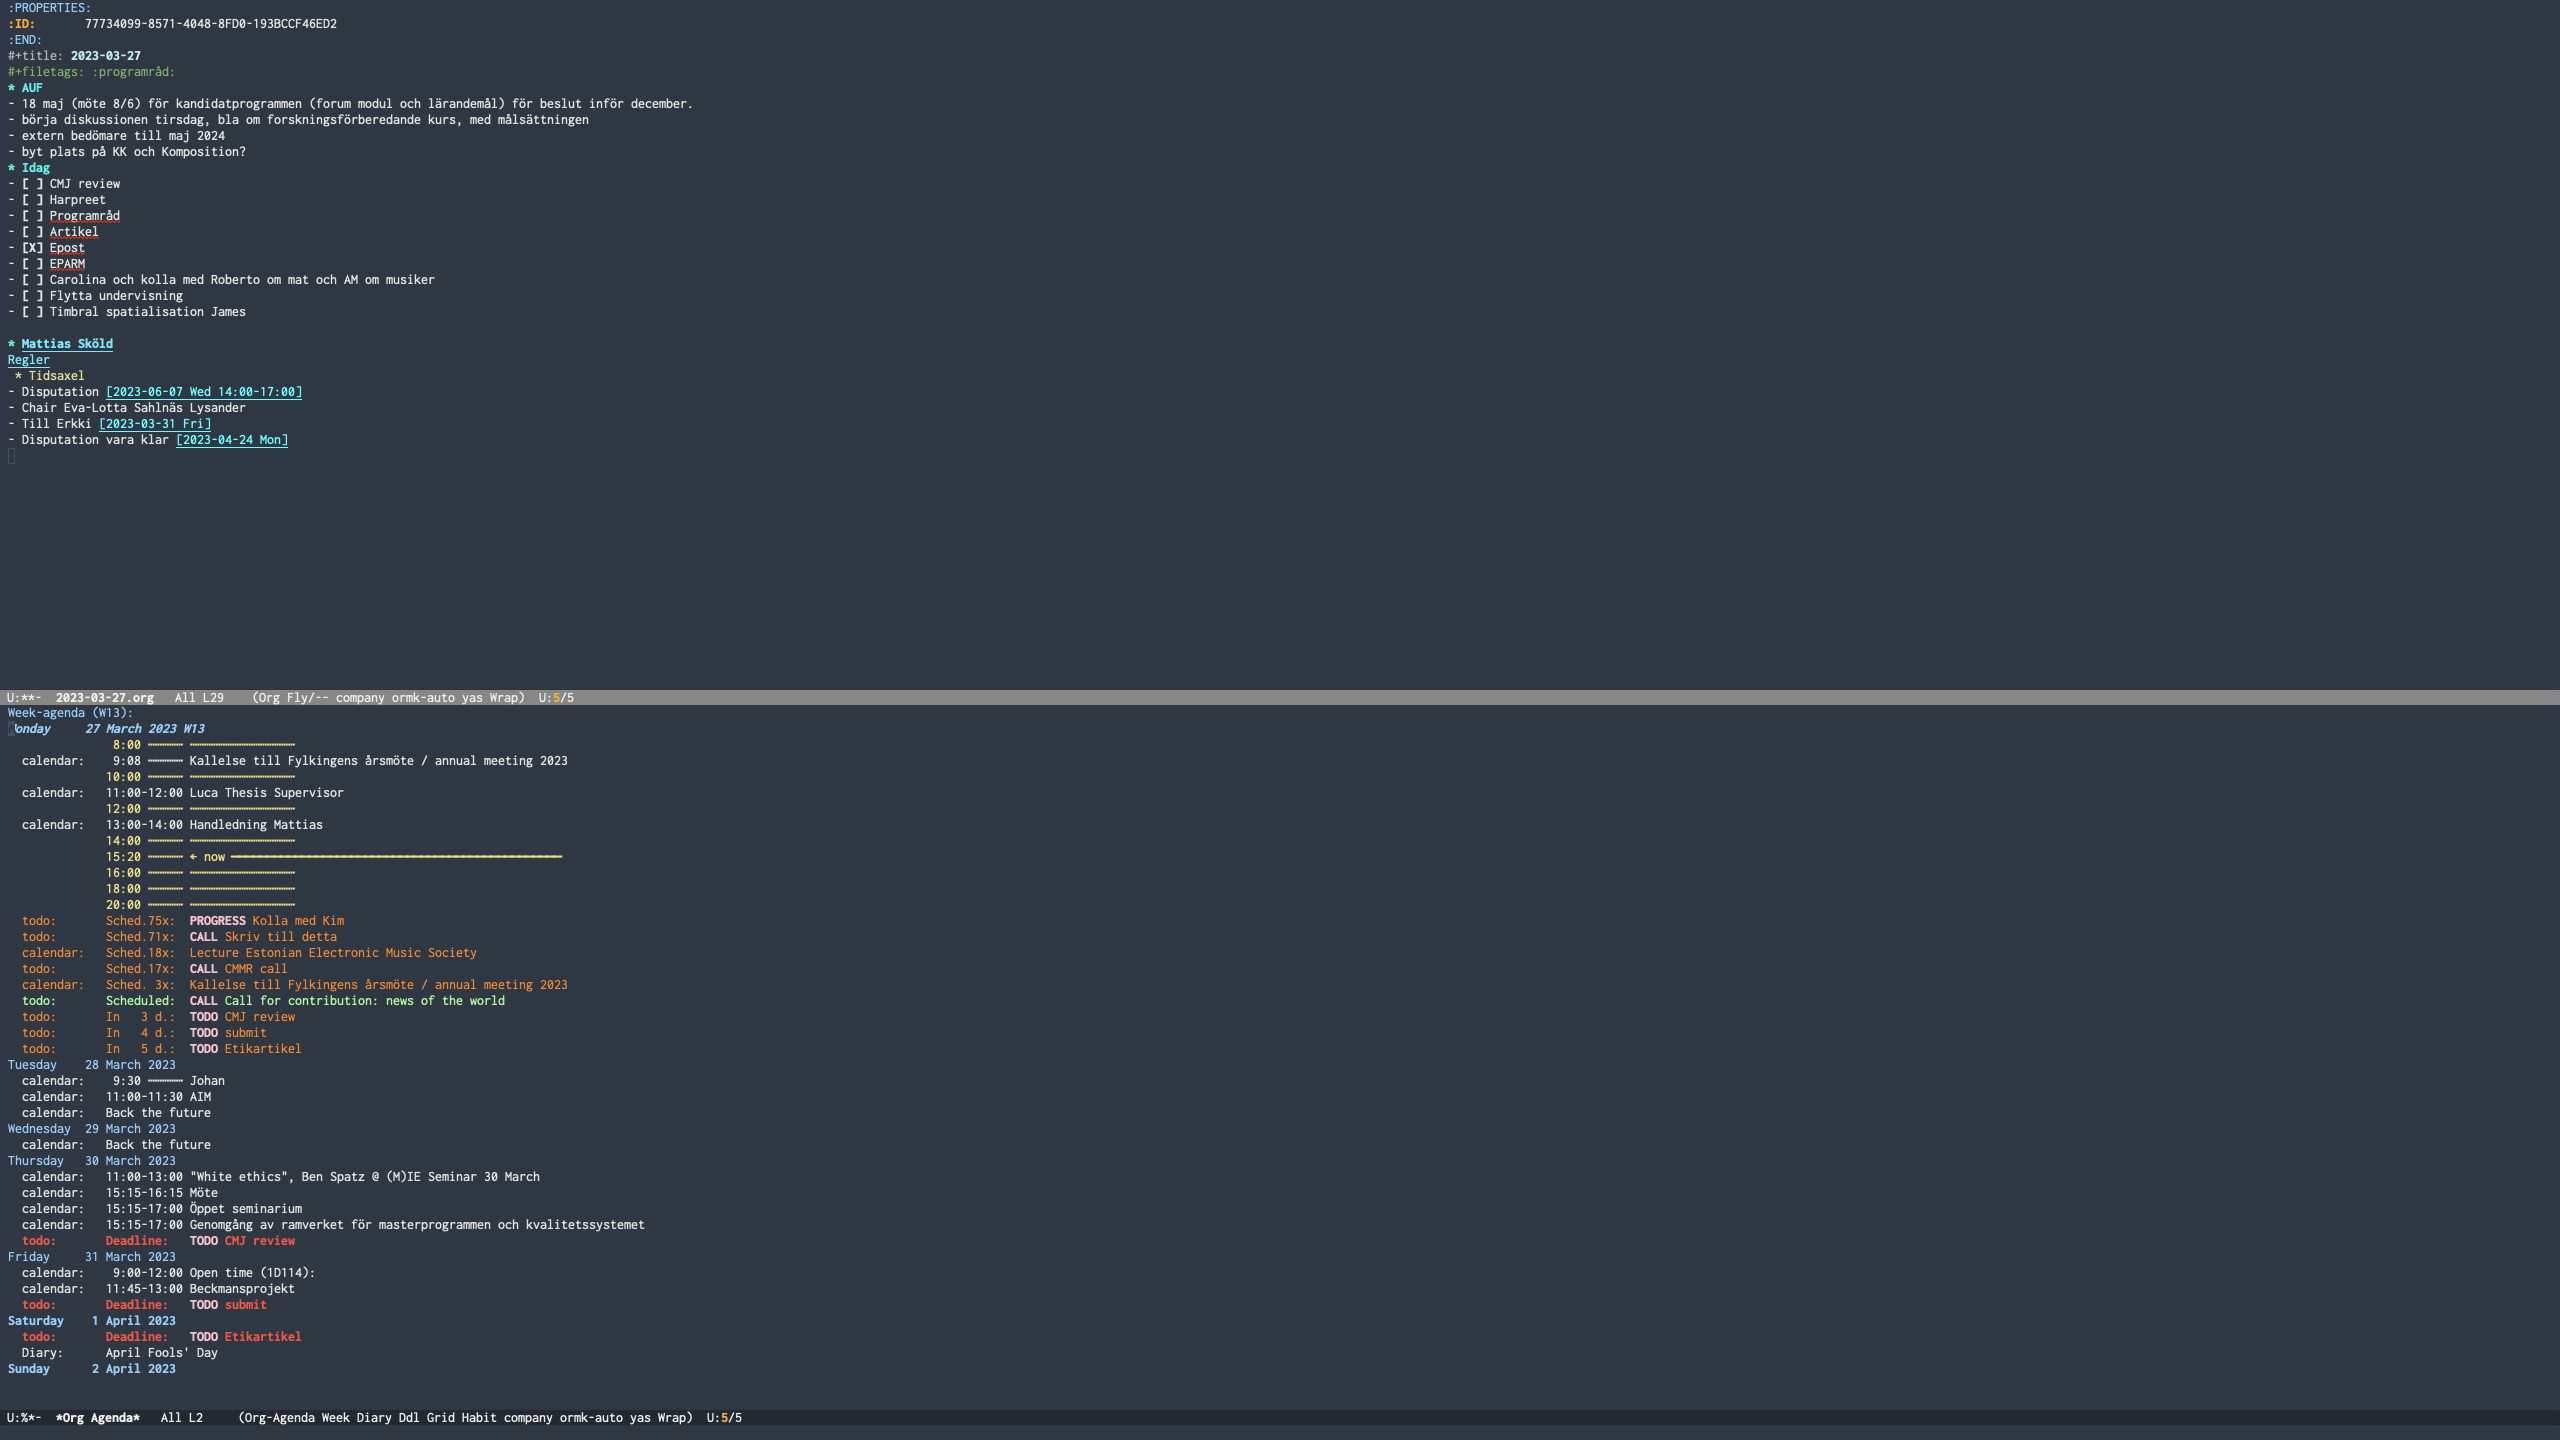 :PROPERTIES:
:ID:       77734099-8571-4048-8FD0-193BCCF46ED2
:END:
#+title: 2023-03-27
#+filetags: :programråd:
* AUF
- 18 maj (möte 8/6) för kandidatprogrammen (forum modul och lärandemål) för beslut inför december.
- börja diskussionen tirsdag, bla om forskningsförberedande kurs, med målsättningen
- extern bedömare till maj 2024
- byt plats på KK och Komposition?
* Idag
- [ ] CMJ review
- [ ] Harpreet
- [ ] Programråd
- [ ] Artikel
- [X] Epost
- [ ] EPARM
- [ ] Carolina och kolla med Roberto om mat och AM om musiker
- [ ] Flytta undervisning
- [ ] Timbral spatialisation James
* Mattias Sköld
Regler
 * Tidsaxel
- Disputation [2023-06-07 Wed 14:00-17:00]
- Chair Eva-Lotta Sahlnäs Lysander
- Till Erkki [2023-03-31 Fri]
- Disputation vara klar [2023-04-24 Mon]
U:**-  2023-03-27.org   All L29    (Org Fly/-- company ormk-auto yas Wrap)  U:5/5
Week-agenda (W13):
Monday     27 March 2023 W13
               8:00 ┄┄┄┄┄ ┄┄┄┄┄┄┄┄┄┄┄┄┄┄┄
  calendar:    9:08 ┄┄┄┄┄ Kallelse till Fylkingens årsmöte / annual meeting 2023
              10:00 ┄┄┄┄┄ ┄┄┄┄┄┄┄┄┄┄┄┄┄┄┄
  calendar:   11:00-12:00 Luca Thesis Supervisor
              12:00 ┄┄┄┄┄ ┄┄┄┄┄┄┄┄┄┄┄┄┄┄┄
  calendar:   13:00-14:00 Handledning Mattias
              14:00 ┄┄┄┄┄ ┄┄┄┄┄┄┄┄┄┄┄┄┄┄┄
              15:20 ┄┄┄┄┄ ← now ───────────────────────────────────────────────
              16:00 ┄┄┄┄┄ ┄┄┄┄┄┄┄┄┄┄┄┄┄┄┄
              18:00 ┄┄┄┄┄ ┄┄┄┄┄┄┄┄┄┄┄┄┄┄┄
              20:00 ┄┄┄┄┄ ┄┄┄┄┄┄┄┄┄┄┄┄┄┄┄
  todo:       Sched.75x:  PROGRESS Kolla med Kim
  todo:       Sched.71x:  CALL Skriv till detta
  calendar:   Sched.18x:  Lecture Estonian Electronic Music Society
  todo:       Sched.17x:  CALL CMMR call
  calendar:   Sched. 3x:  Kallelse till Fylkingens årsmöte / annual meeting 2023
  todo:       Scheduled:  CALL Call for contribution: news of the world
  todo:       In   3 d.:  TODO CMJ review
  todo:       In   4 d.:  TODO submit
  todo:       In   5 d.:  TODO Etikartikel
Tuesday    28 March 2023
  calendar:    9:30 ┄┄┄┄┄ Johan
  calendar:   11:00-11:30 AIM
  calendar:   Back the future
Wednesday  29 March 2023
  calendar:   Back the future
Thursday   30 March 2023
  calendar:   11:00-13:00 "White ethics", Ben Spatz @ (M)IE Seminar 30 March
  calendar:   15:15-16:15 Möte
  calendar:   15:15-17:00 Öppet seminarium
  calendar:   15:15-17:00 Genomgång av ramverket för masterprogrammen och kvalitetssystemet
  todo:       Deadline:   TODO CMJ review
Friday     31 March 2023
  calendar:    9:00-12:00 Open time (1D114):
  calendar:   11:45-13:00 Beckmansprojekt
  todo:       Deadline:   TODO submit
Saturday    1 April 2023
  todo:       Deadline:   TODO Etikartikel
  Diary:      April Fools' Day
Sunday      2 April 2023
U:%*-  *Org Agenda*   All L2     (Org-Agenda Week Diary Ddl Grid Habit company ormk-auto yas Wrap)  U:5/5